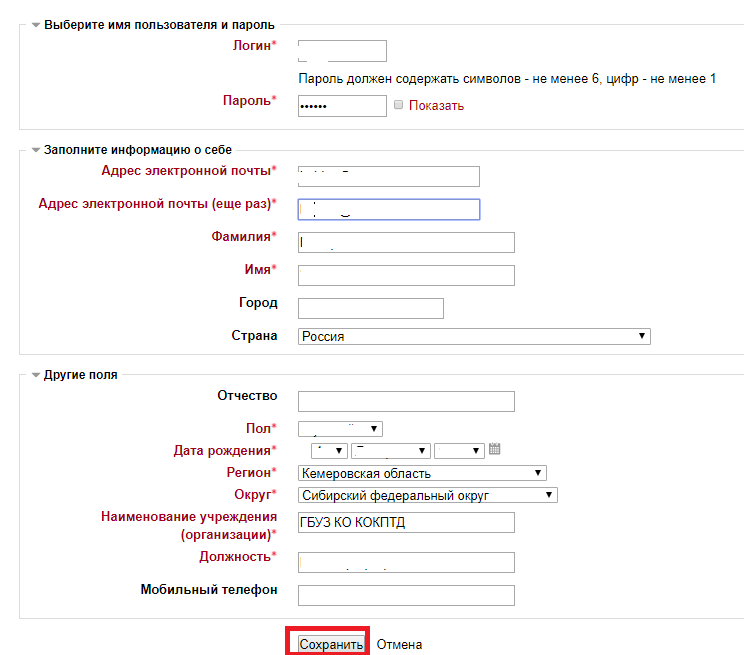 Выберите имя пользователя и пароль
Логин*
Пароль должен содержать символов - не менее 6, цифр - не менее 1
Пароль* •••••• Показать
Заполните информацию о себе
Адрес электронной почты*
Адрес электронной почты (еще раз)*
Фамилия*
Имя*
Город
Страна Россия
Другие поля
Отчество
Пол*
Дата рождения*
Регион* Кемеровская область
Округ* Сибирский федеральный округ
Наименование учреждения
(организации)* ГБУЗ КО КОКПТД
Должность*
Мобильный телефон
Сохранить Отмена